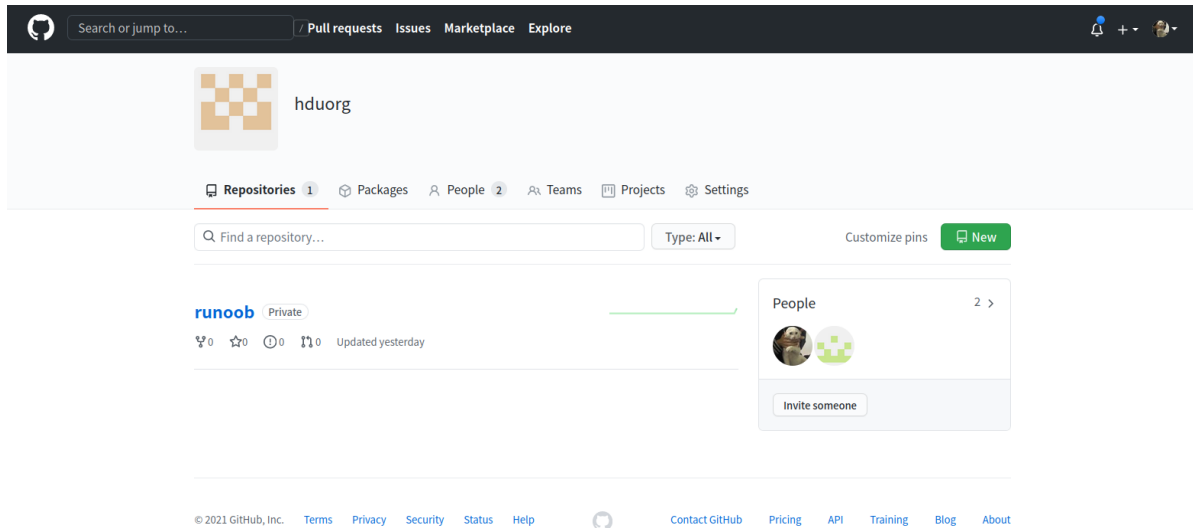 Search or jump to... / Pull requests Issues Marketplace Explore
hduorg
Repositories 1 Packages People 2 Teams Projects Settings
Find a repository... Type: All Customize pins New
runoob Private
0 0 0 0 Updated yesterday
People 2
Invite someone
© 2021 GitHub, Inc. Terms Privacy Security Status Help Contact GitHub Pricing API Training Blog About